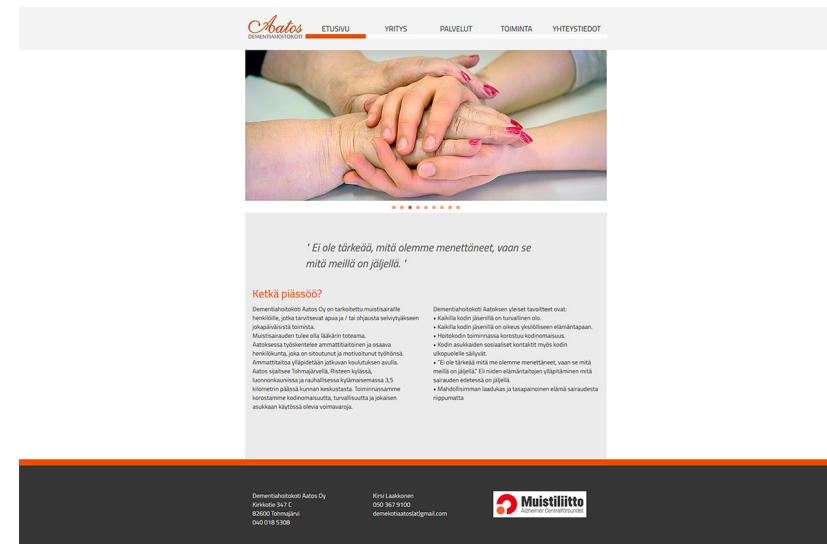 Aatos
DEMENTIAHOITOKOTI
ETUSIVU
YRITYS
PALVELUT
TOIMINTA
YHTEYSTIEDOT
" Ei ole tärkeää, mitä olemme menettäneet, vaan se
mitä meillä on jäljellä. "
Ketkä piässöö?
Dementiahoitokoti Aatos Oy on tarkoitettu muistisairaille
henkilöille, jotka tarvitsevat apua ja / tai ohjausta selviytyäkseen
jokapäiväisistä toimista.
Muistisairauden tulee olla lääkärin toteama.
Aatoksessa työskentelee ammattitaitoinen ja osaava
henkilökunta, joka on sitoutunut ja motivoitunut työhönsä.
Ammattitaitoa ylläpidetään jatkuvan koulutuksen avulla.
Aatos sijaitsee Tohmajärvellä, Risteen kylässä,
luonnonkauniissa ja rauhallisessa kylämaisemassa 3,5
kilometrin päässä kunnan keskustasta. Toiminnassamme
korostamme kodinomaisuutta, turvallisuutta ja jokaisen
asukkaan käytössä olevia voimavaroja.
Dementiahoitokoti Aatoksen yleiset tavoitteet ovat:
• Kaikilla kodin jäsenillä on turvallinen olo.
• Kaikilla kodin jäsenillä on oikeus yksilölliseen elämäntapaan.
• Hoitokodin toiminnassa korostuu kodinomaisuus.
• Kodin asukkaiden sosiaaliset kontaktit myös kodin
ulkopuolelle säilyvät.
• "Ei ole tärkeää mitä me olemme menettäneet, vaan se mitä
meillä on jäljellä." Eli niiden elämäntaitojen ylläpitäminen mitä
sairauden edetessä on jäljellä.
• Mahdollisimman laadukas ja tasapainoinen elämä sairaudesta
riippumatta
Dementiahoitokoti Aatos Oy
Kirkkotie 347 C
82600 Tohmajärvi
040 018 5308
Kirsi Laakkonen
050 367 9100
demekotiaatos(at)gmail.com
Muistiliitto
Alzheimer Centralförbundet